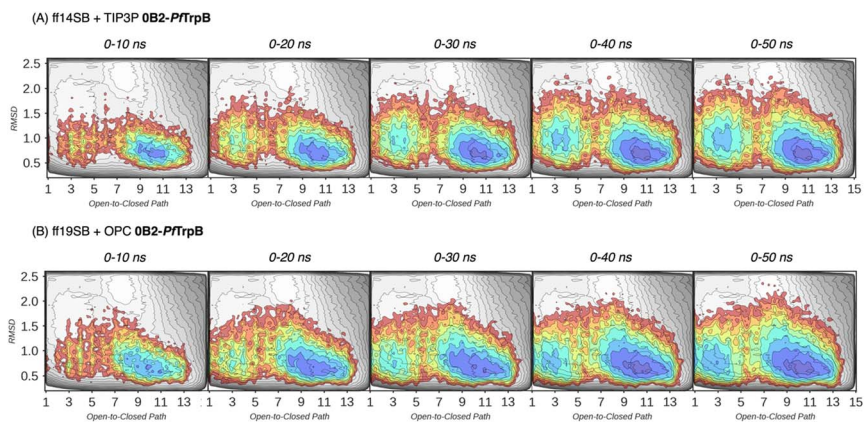 (A) ff14SB + TIP3P 0B2-PfTrpB
0-10 ns 0-20 ns 0-30 ns 0-40 ns 0-50 ns
2.5
2.0
1.5
1.0
0.5
RMSD
1 3 5 7 9 11 13 1 3 5 7 9 11 13 1 3 5 7 9 11 13 1 3 5 7 9 11 13 1 3 5 7 9 11 13 15
Open-to-Closed Path Open-to-Closed Path Open-to-Closed Path Open-to-Closed Path Open-to-Closed Path
(B) ff19SB + OPC 0B2-PfTrpB
0-10 ns 0-20 ns 0-30 ns 0-40 ns 0-50 ns
2.5
2.0
1.5
1.0
0.5
RMSD
1 3 5 7 9 11 13 1 3 5 7 9 11 13 1 3 5 7 9 11 13 1 3 5 7 9 11 13 1 3 5 7 9 11 13 15
Open-to-Closed Path Open-to-Closed Path Open-to-Closed Path Open-to-Closed Path Open-to-Closed Path